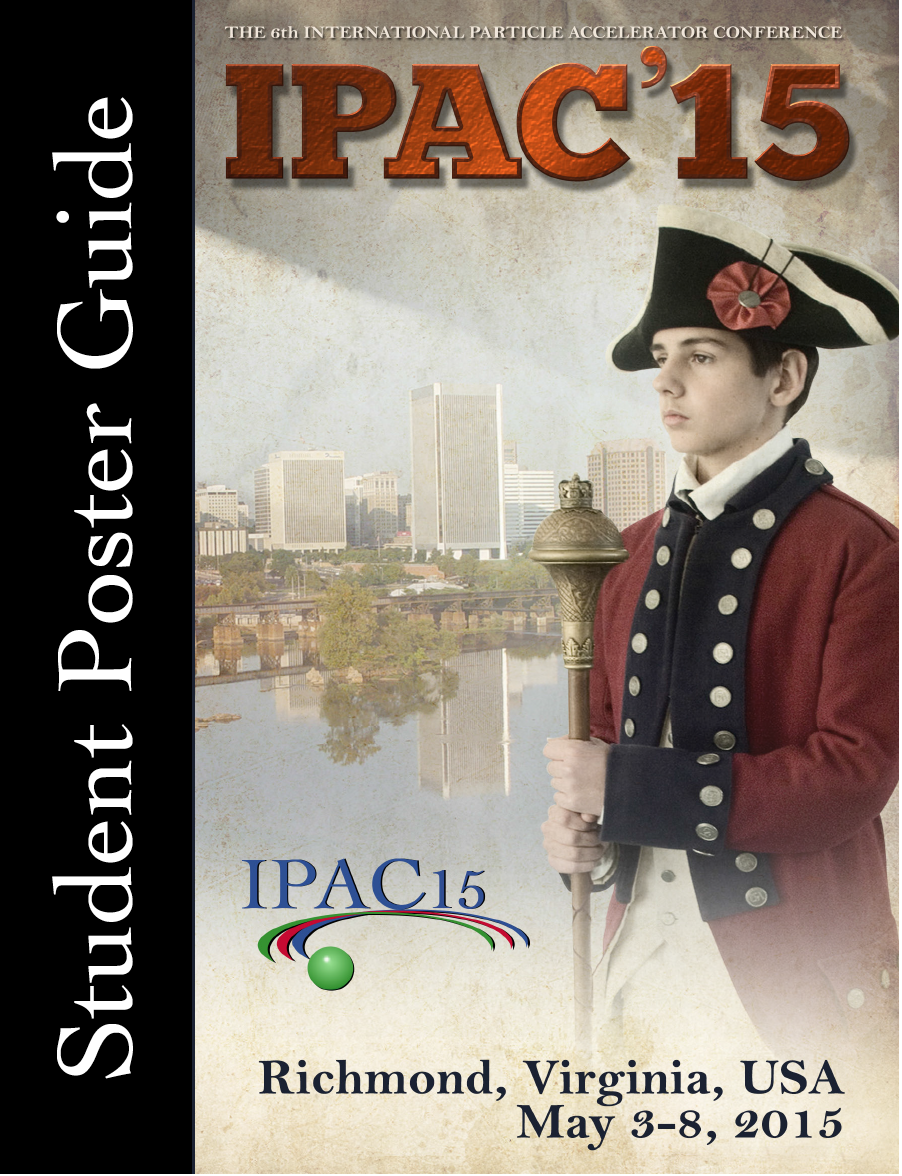 Student Poster Guide
THE 6th INTERNATIONAL PARTICLE ACCELERATOR CONFERENCE
IPAC'15
IPAC15
Richmond, Virginia, USA
May 3-8, 2015